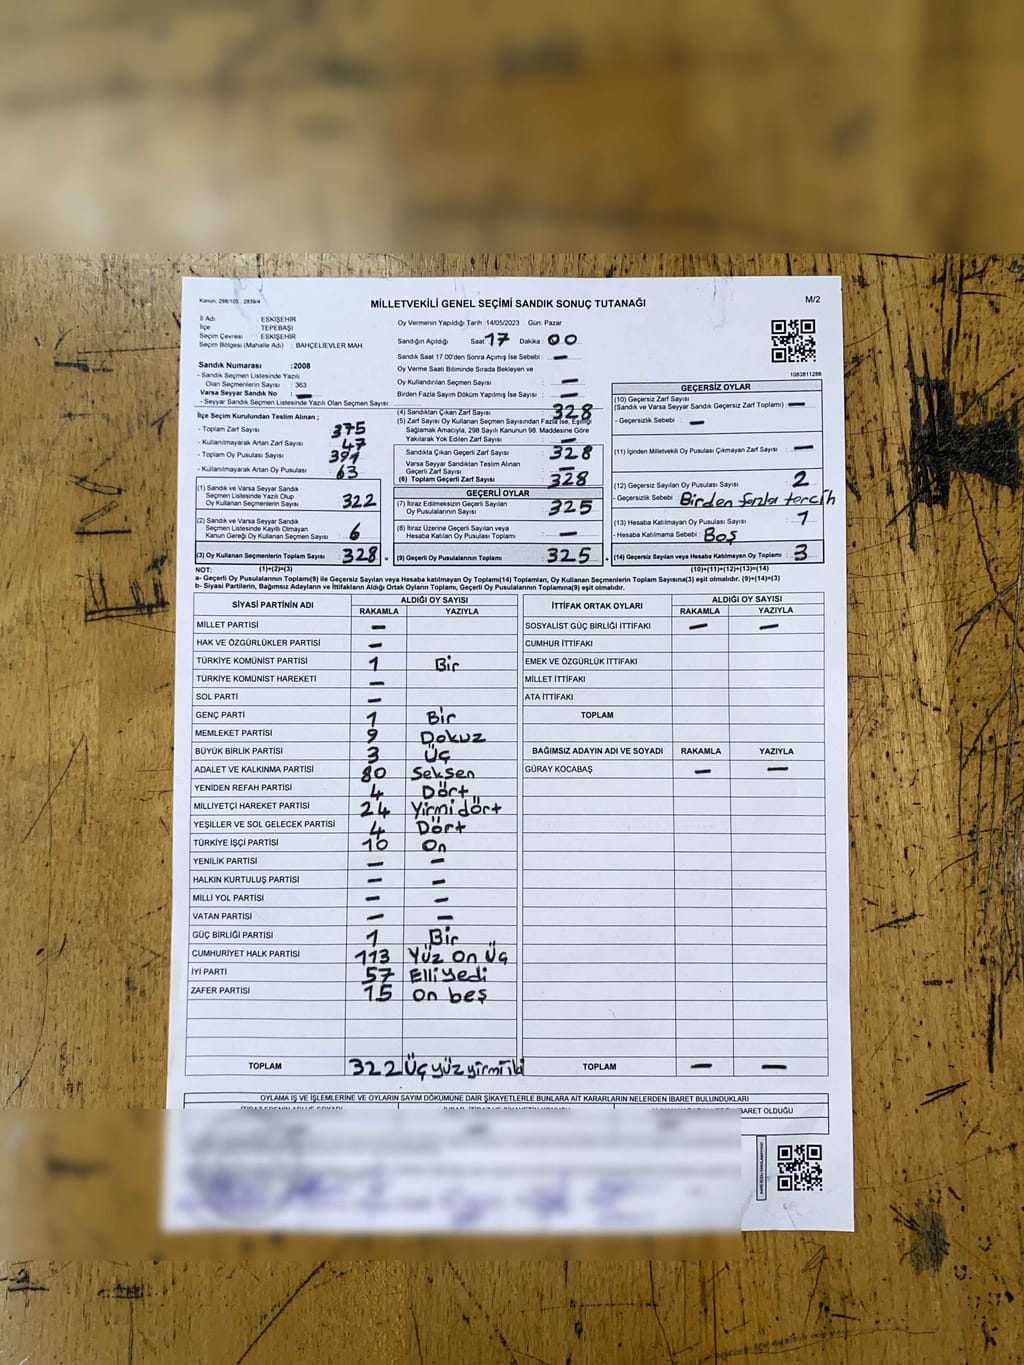 Kanun: 298/105 , 2839/4
MİLLETVEKİLİ GENEL SEÇİMİ SANDIK SONUÇ TUTANAĞI
M/2
İli Adı : ESKİŞEHİR
İlçe : TEPEBAŞI
Seçim Çevresi : ESKİŞEHİR
Seçim Bölgesi (Mahalle Adı) : BAHÇELİEVLER MAH.
Sandık Numarası :2008
- Sandık Seçmen Listesinde Yazılı
Olan Seçmenlerin Sayısı : 363
Varsa Seyyar Sandık No : —
- Seyyar Sandık Seçmen Listesinde Yazılı Olan Seçmen Sayısı
İlçe Seçim Kurulundan Teslim Alınan ;
- Toplam Zarf Sayısı : 375
- Kullanılmayarak Artan Zarf Sayısı : 47
- Toplam Oy Pusulası Sayısı : 391
- Kullanılmayarak Artan Oy Pusulası : 63
(1) Sandık ve Varsa Seyyar Sandık
Seçmen Listesinde Yazılı Olup
Oy Kullanan Seçmenlerin Sayısı 322
(2) Sandık ve Varsa Seyyar Sandık
Seçmen Listesinde Kayıtlı Olmayan
Kanun Gereği Oy Kullanan Seçmenlerin Sayısı 6
(3) Oy Kullanan Seçmenlerin Toplam Sayısı 328
Oy Vermenin Yapıldığı Tarih :14/05/2023 Gün: Pazar
Sandığın Açıldığı Saat: 17 Dakika : 00
Sandık Saat 17:00'den Sonra Açımış İse Sebebi : —
Oy Verme Saati Bitiminde Sırada Bekleyen ve
Oy Kullandırılan Seçmen Sayısı : —
Birden Fazla Sayım Döküm Yapılmış İse Sayısı : —
(4) Sandıktan Çıkan Zarf Sayısı : 328
(5) Zarf Sayısı Oy Kullanan Seçmen Sayısından Fazla İse, Eşitliği
Sağlamak Amacıyla, 298 Sayılı Kanunun 98. Maddesine Göre
Yakılarak Yok Edilen Zarf Sayısı : —
Sandıkta Çıkan Geçerli Zarf Sayısı : 328
Varsa Seyyar Sandıktan Teslim Alınan
Geçerli Zarf Sayısı : —
(6) Toplam Geçerli Zarf Sayısı : 328
GEÇERLİ OYLAR
(7) İtiraz Edilmeksizin Geçerli Sayılan
Oy Pusulalarının Sayısı : 325
(8) İtiraz Üzerine Geçerli Sayılan veya
Hesaba Katılan Oy Pusulası Toplamı : —
(9) Geçerli Oy Pusulalarının Toplamı : 325
1083811286
GEÇERSİZ OYLAR
(10) Geçersiz Zarf Sayısı
(Sandık ve Varsa Seyyar Sandık Geçersiz Zarf Toplamı) : —
- Geçersizlik Sebebi : —
(11) İçinden Milletvekili Oy Pusulası Çıkmayan Zarf Sayısı : —
(12) Geçersiz Sayılan Oy Pusulası Sayısı : 2
- Geçersizlik Sebebi : Birden fazla tercih
(13) Hesaba Katılmayan Oy Pusulası Sayısı : 1
- Hesaba Katılmama Sebebi : Boş
(14) Geçersiz Sayılan veya Hesaba Katılmayan Oy Toplamı : 3
NOT: (1)+(2)=(3) (10)+(11)+(12)+(13)=(14)
a- Geçerli Oy Pusulalarının Toplamı(9) ile Geçersiz Sayılan veya Hesaba katılmayan Oy Toplam(14) Toplamları, Oy Kullanan Seçmenlerin Toplam Sayısına(3) eşit olmalıdır. (9)+(14)=(3)
b- Siyasi Partilerin, Bağımsız Adayların ve İttifakların Aldığı Ortak Oyların Toplamı, Geçerli Oy Pusulalarının Toplamına(9) eşit olmalıdır.
SİYASİ PARTİNİN ADI ALDIĞI OY SAYISI
RAKAMLA YAZIYLA
MİLLET PARTİSİ —
HAK VE ÖZGÜRLÜKLER PARTİSİ —
TÜRKİYE KOMÜNİST PARTİSİ 1 Bir
TÜRKİYE KOMÜNİST HAREKETİ —
SOL PARTİ —
GENÇ PARTİ 1 Bir
MEMLEKET PARTİSİ 9 Dokuz
BÜYÜK BİRLİK PARTİSİ 3 Üç
ADALET VE KALKINMA PARTİSİ 80 Seksen
YENİDEN REFAH PARTİSİ 4 Dört
MİLLİYETÇİ HAREKET PARTİSİ 24 Yirmi dört
YEŞİLLER VE SOL GELECEK PARTİSİ 4 Dört
TÜRKİYE İŞÇİ PARTİSİ 10 On
YENİLİK PARTİSİ — —
HALKIN KURTULUŞ PARTİSİ — —
MİLLİ YOL PARTİSİ — —
VATAN PARTİSİ — —
GÜÇ BİRLİĞİ PARTİSİ 1 Bir
CUMHURİYET HALK PARTİSİ 113 Yüz On Üç
İYİ PARTİ 57 Elli yedi
ZAFER PARTİSİ 15 On beş
TOPLAM 322 Üç yüz yirmi iki
İTTİFAK ORTAK OYLARI ALDIĞI OY SAYISI
RAKAMLA YAZIYLA
SOSYALİST GÜÇ BİRLİĞİ İTTİFAKI — —
CUMHUR İTTİFAKI
EMEK VE ÖZGÜRLÜK İTTİFAKI
MİLLET İTTİFAKI
ATA İTTİFAKI
TOPLAM
BAĞIMSIZ ADAYIN ADI VE SOYADI RAKAMLA YAZIYLA
GÜRAY KOCABAŞ — —
TOPLAM — —
OYLAMA İŞ VE İŞLEMLERİNE VE OYLARIN SAYIM DÖKÜMÜNE DAİR ŞİKAYETLERLE BUNLARA AİT KARARLARIN NELERDEN İBARET BULUNDUKLARI